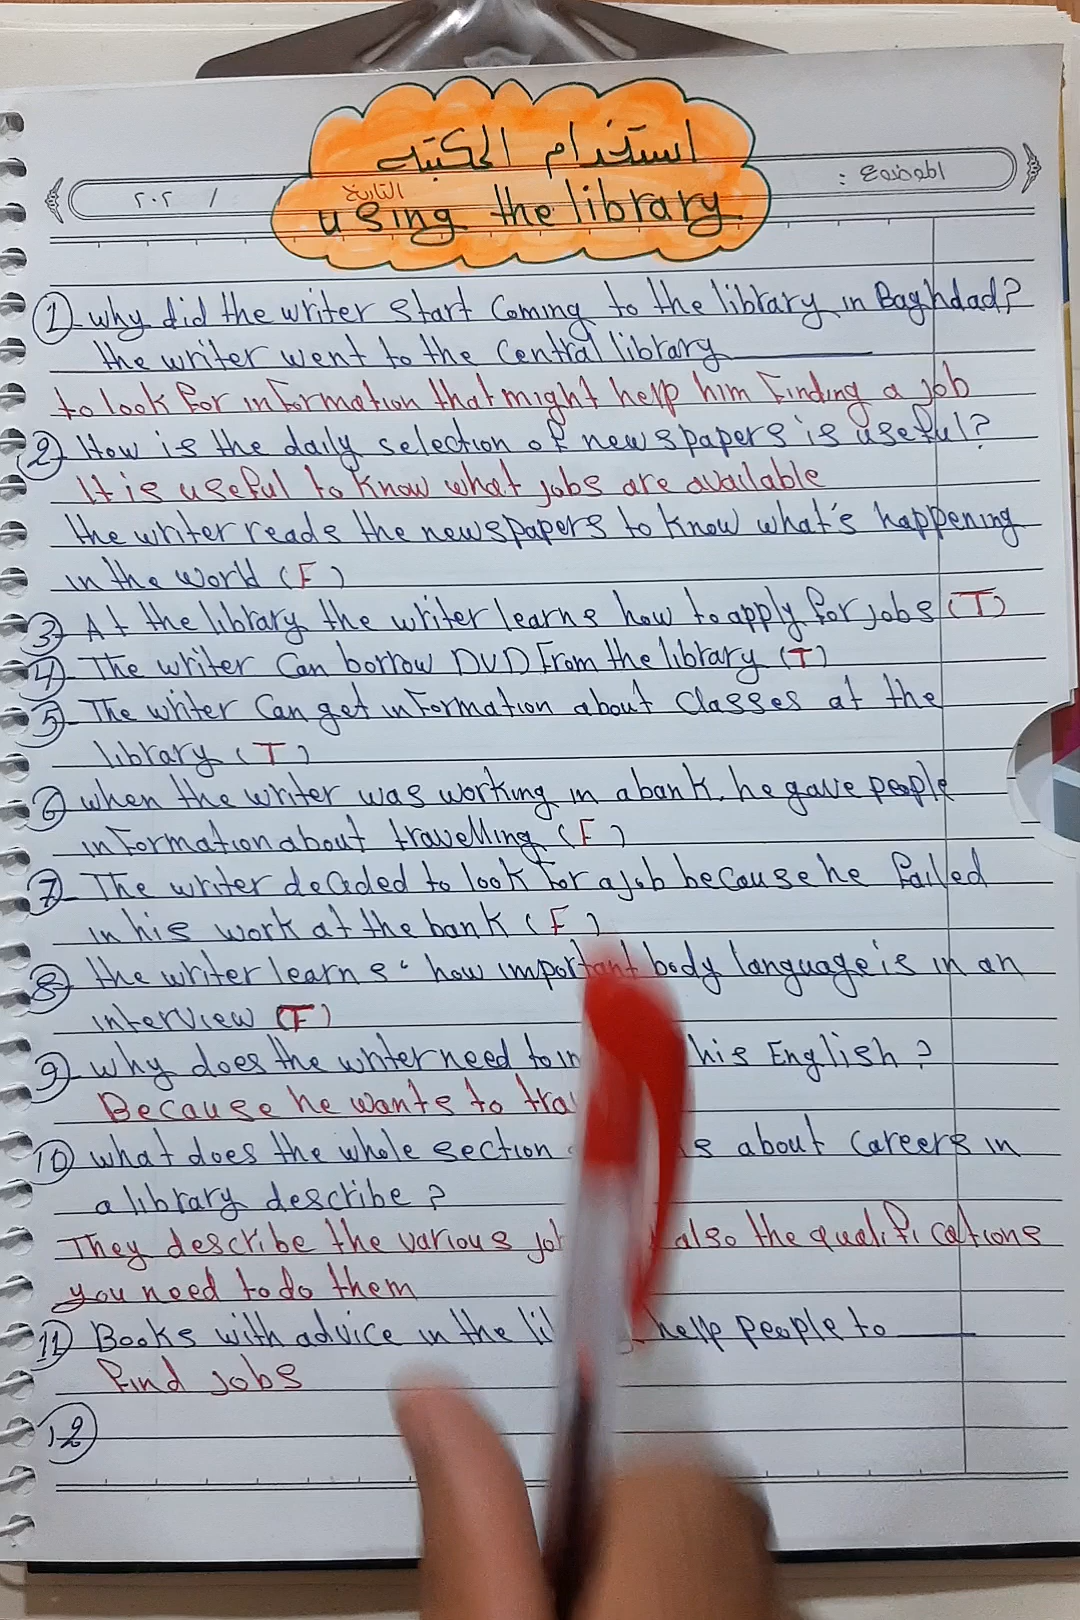 استخدام المكتبه
الموضوع :
التاريخ
/ ٢٠٢
using the library
1 - why did the writer start coming to the library in Baghdad?
the writer went to the central library
to look for information that might help him finding a job
2 - How is the daily selection of newspapers is useful?
It is useful to know what jobs are available
the writer reads the newspapers to know what's happening
in the world (F)
3 - At the library the writer learns how to apply for jobs (T)
4 - The writer can borrow DVD from the library (T)
5 - The writer can get information about classes at the
library (T)
6 - when the writer was working in a bank, he gave people
information about travelling (F)
7 - The writer decided to look for a job because he failed
in his work at the bank (F)
8 - the writer learns how important body language is in an
interview (T)
9 - why does the writer need to his English?
Because he wants to
10 - what does the whole section about careers in
a library describe?
They describe the various also the qualifications
you need to do them
11 - Books with advice in the help people to
find jobs
12